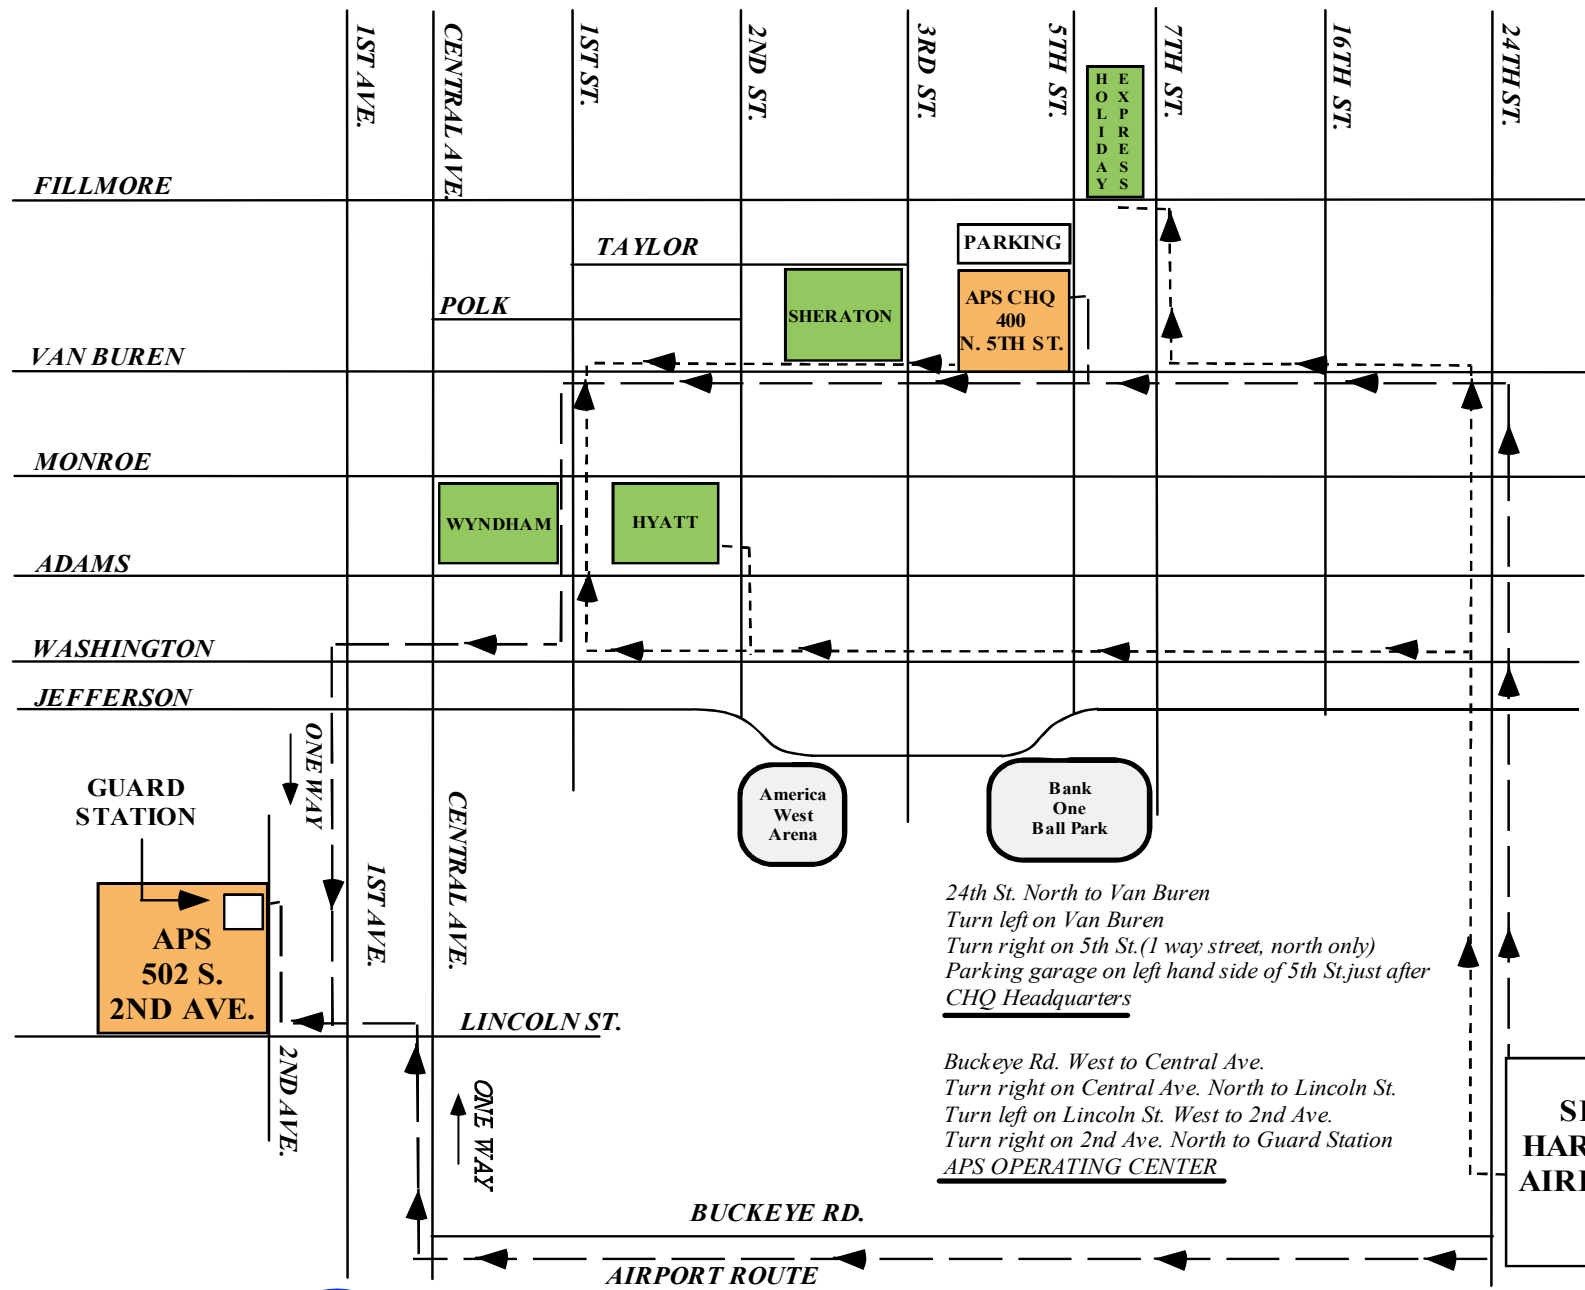 1ST AVE.
CENTRAL AVE.
1ST ST.
2ND ST.
3RD ST.
5TH ST.
7TH ST.
16TH ST.
24TH ST.
HOLIDAY
EXPRESS
FILLMORE
TAYLOR
PARKING
POLK
SHERATON
APS CHQ
400
N. 5TH ST.
VAN BUREN
MONROE
WYNDHAM
HYATT
ADAMS
WASHINGTON
JEFFERSON
ONE WAY
GUARD
STATION
CENTRAL AVE.
America
West
Arena
Bank
One
Ball Park
1ST AVE.
APS
502 S.
2ND AVE.
24th St. North to Van Buren
Turn left on Van Buren
Turn right on 5th St.(1 way street, north only)
Parking garage on left hand side of 5th St.just after
CHQ Headquarters
LINCOLN ST.
2ND AVE.
ONE WAY
Buckeye Rd. West to Central Ave.
Turn right on Central Ave. North to Lincoln St.
Turn left on Lincoln St. West to 2nd Ave.
Turn right on 2nd Ave. North to Guard Station
APS OPERATING CENTER
BUCKEYE RD.
AIRPORT ROUTE